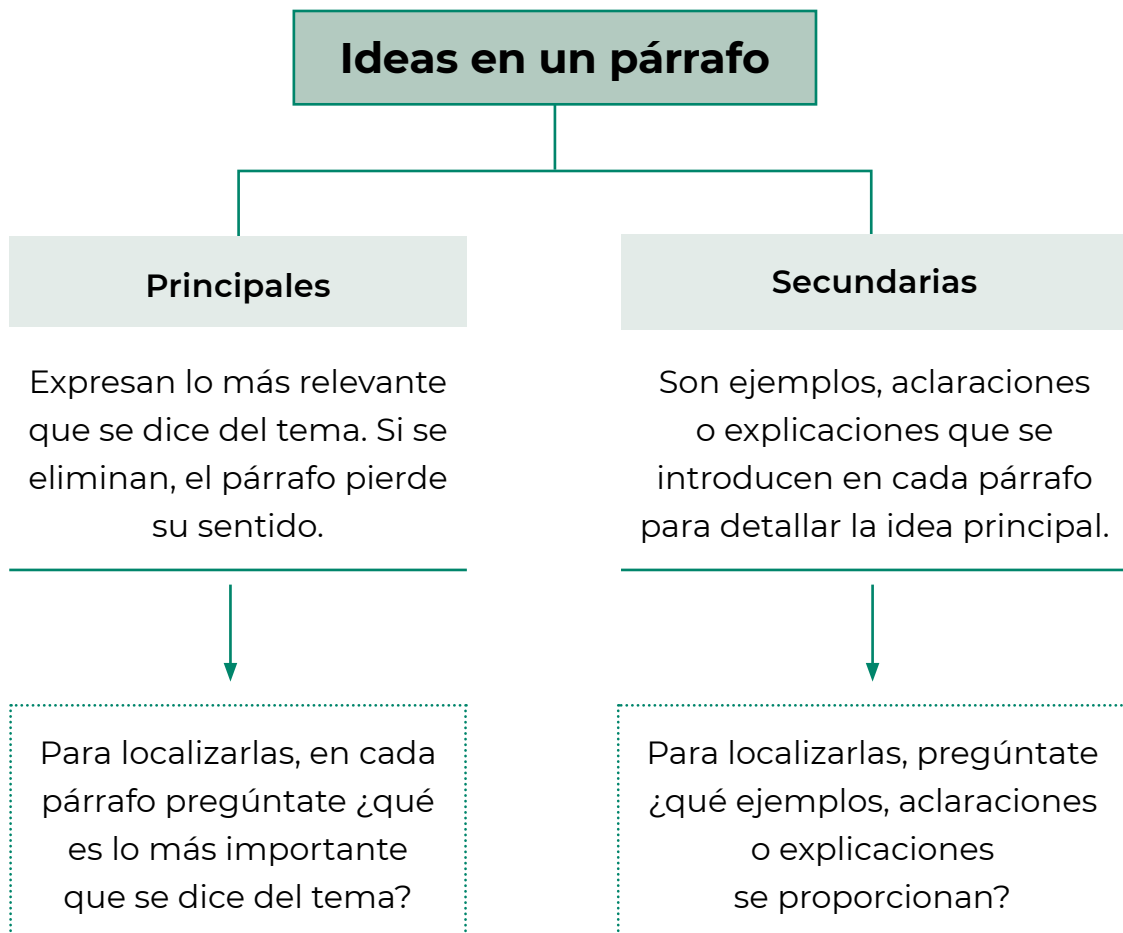 Ideas en un párrafo
Principales
Expresan lo más relevante
que se dice del tema. Si se
eliminan, el párrafo pierde
su sentido.
Para localizarlas, en cada
párrafo pregúntate ¿qué
es lo más importante
que se dice del tema?
Secundarias
Son ejemplos, aclaraciones
o explicaciones que se
introducen en cada párrafo
para detallar la idea principal.
Para localizarlas, pregúntate
¿qué ejemplos, aclaraciones
o explicaciones
se proporcionan?